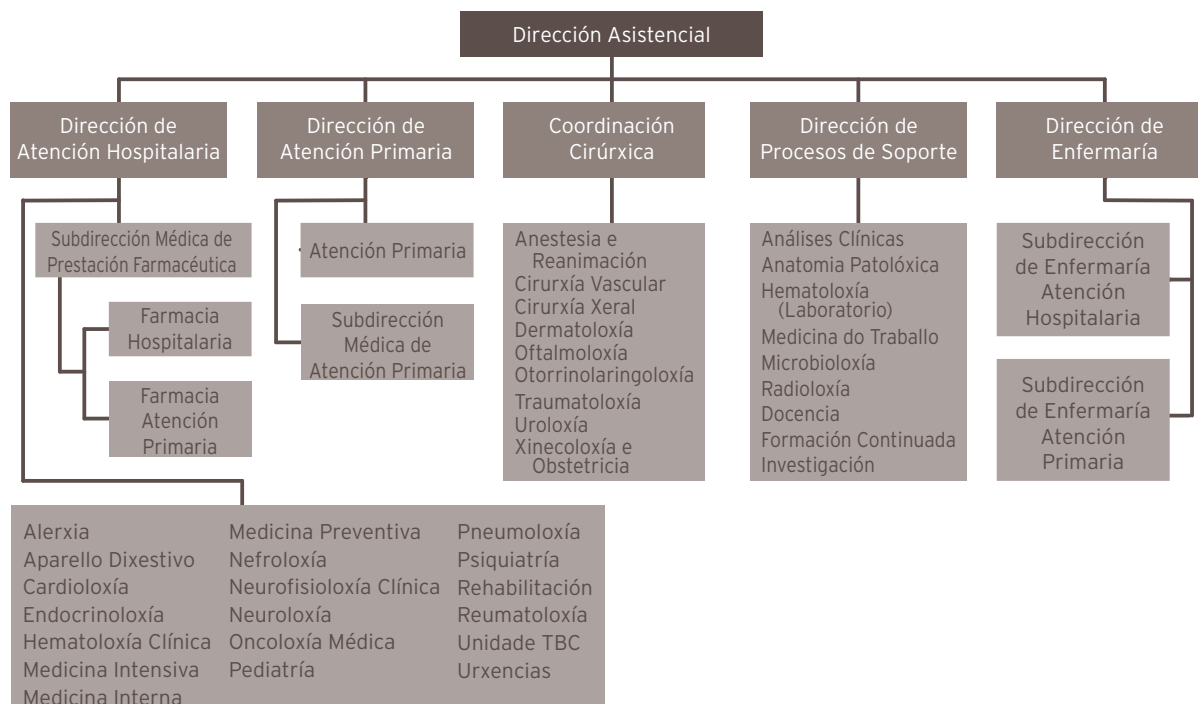 Dirección Asistencial
Dirección de
Atención Hospitalaria
Dirección de
Atención Primaria
Coordinación
Cirúrxica
Dirección de
Procesos de Soporte
Dirección de
Enfermaría
Subdirección Médica de
Prestación Farmacéutica
Farmacia
Hospitalaria
Farmacia
Atención
Primaria
Atención Primaria
Subdirección
Médica de
Atención Primaria
Anestesia e
Reanimación
Cirurxía Vascular
Cirurxía Xeral
Dermatoloxía
Oftalmoloxía
Otorrinolaringoloxía
Traumatoloxía
Uroloxía
Xinecoloxía e
Obstetricia
Análises Clínicas
Anatomia Patolóxica
Hematoloxía
(Laboratorio)
Medicina do Traballo
Microbioloxía
Radioloxía
Docencia
Formación Continuada
Investigación
Subdirección
de Enfermaría
Atención
Hospitalaria
Subdirección
de Enfermaría
Atención
Primaria
Alerxia
Aparello Dixestivo
Cardioloxía
Endocrinoloxía
Hematoloxía Clínica
Medicina Intensiva
Medicina Interna
Medicina Preventiva
Nefroloxía
Neurofisioloxía Clínica
Neuroloxía
Oncoloxía Médica
Pediatría
Pneumoloxía
Psiquiatría
Rehabilitación
Reumatoloxía
Unidade TBC
Urxencias